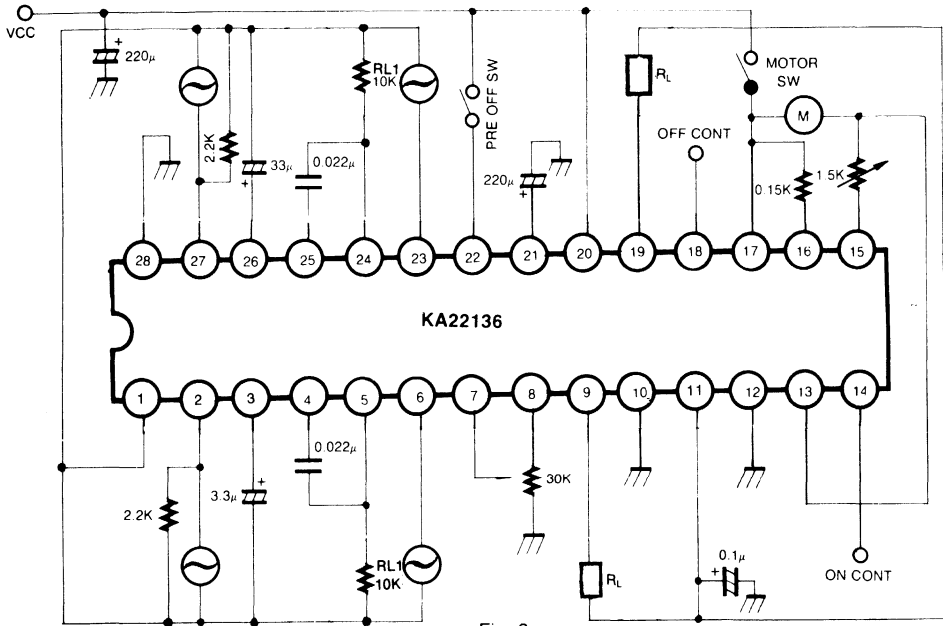 VCC
220μ
2.2K
33μ
0.022μ
RL1
10K
PRE OFF SW
220μ
RL
OFF CONT
MOTOR
SW
M
0.15K
1.5K
28 27 26 25 24 23 22 21 20 19 18 17 16 15
KA22136
1 2 3 4 5 6 7 8 9 10 11 12 13 14
2.2K
3.3μ
0.022μ
RL1
10K
30K
RL
0.1μ
ON CONT